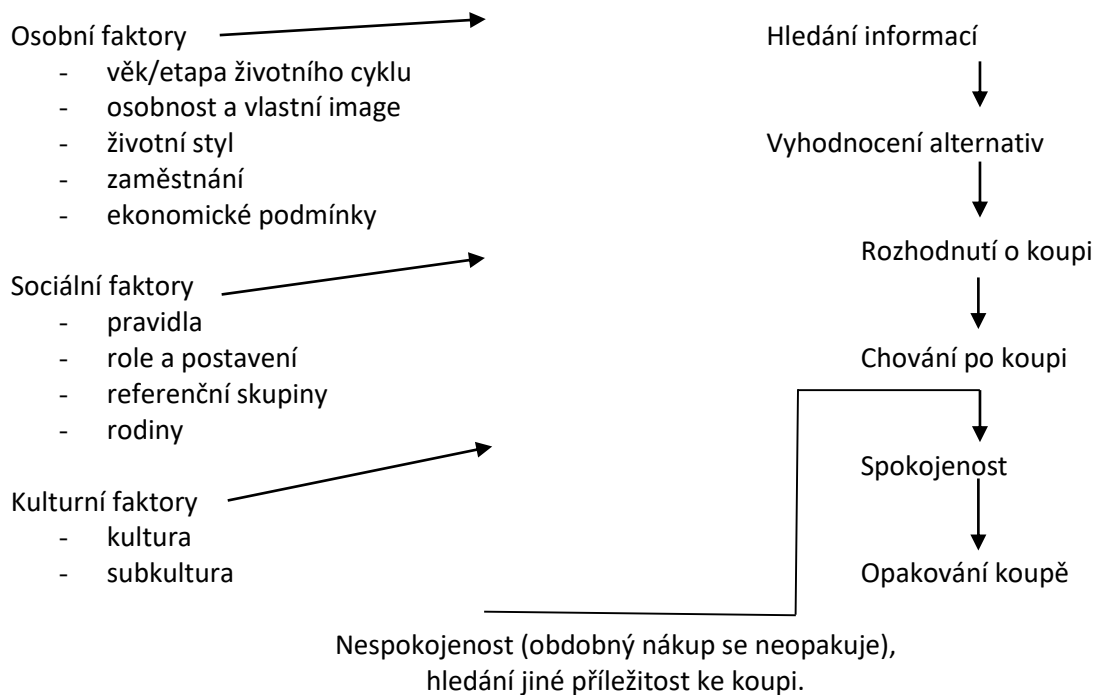 Osobní faktory
- věk/etapa životního cyklu
- osobnost a vlastní image
- životní styl
- zaměstnání
- ekonomické podmínky
Sociální faktory
- pravidla
- role a postavení
- referenční skupiny
- rodiny
Kulturní faktory
- kultura
- subkultura
Hledání informací
Vyhodnocení alternativ
Rozhodnutí o koupi
Chování po koupi
Spokojenost
Opakování koupě
Nespokojenost (obdobný nákup se neopakuje),
hledání jiné příležitost ke koupi.